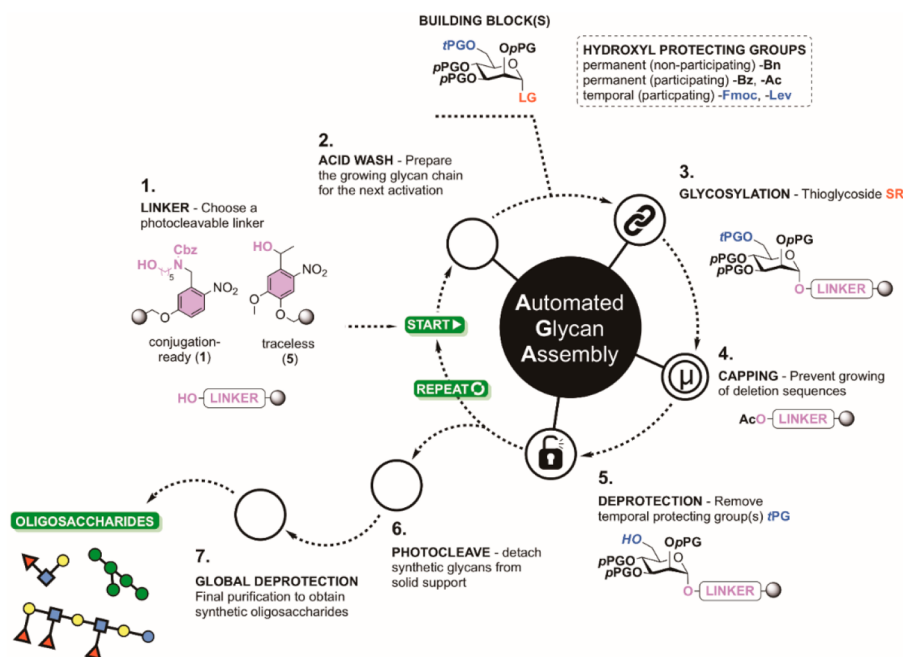 BUILDING BLOCK(S)
tPGO
OpPG
pPGO
pPGO
LG
HYDROXYL PROTECTING GROUPS
permanent (non-participating) -Bn
permanent (participating) -Bz, -Ac
temporal (particpating) -Fmoc, -Lev
2.
ACID WASH - Prepare
the growing glycan chain
for the next activation
1.
LINKER - Choose a
photocleavable linker
Cbz
HO
N
5
NO2
O
conjugation-
ready (1)
HO
NO2
O
O
traceless
(5)
HO-LINKER
START
REPEAT
Automated
Glycan
Assembly
3.
GLYCOSYLATION - Thioglycoside SR
tPGO
OpPG
pPGO
pPGO
O-LINKER
μ
4.
CAPPING - Prevent growing
of deletion sequences
AcO-LINKER
5.
DEPROTECTION - Remove
temporal protecting group(s) tPG
HO
OpPG
pPGO
pPGO
O-LINKER
6.
PHOTOCLEAVE - detach
synthetic glycans from
solid support
7.
GLOBAL DEPROTECTION
Final purification to obtain
synthetic oligosaccharides
OLIGOSACCHARIDES